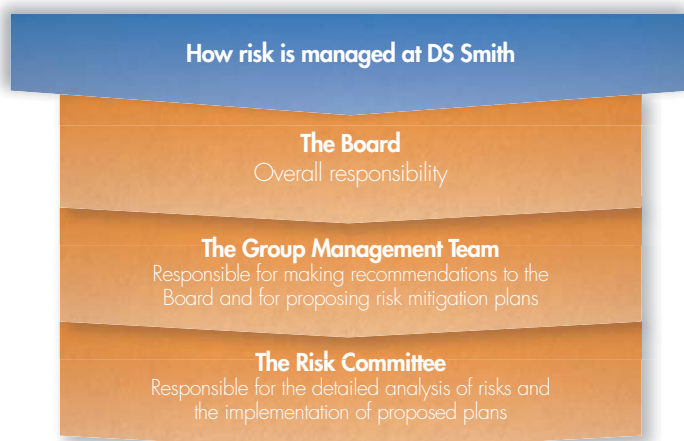 How risk is managed at DS Smith
The Board
Overall responsibility
The Group Management Team
Responsible for making recommendations to the
Board and for proposing risk mitigation plans
The Risk Committee
Responsible for the detailed analysis of risks and
the implementation of proposed plans